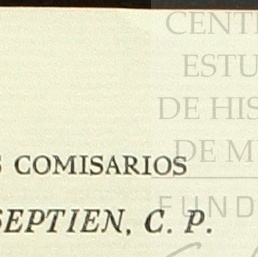 CENT
ESTU
DE HIS
DE M
FUND
S COMISARIOS
SEPTIEN, C. P.